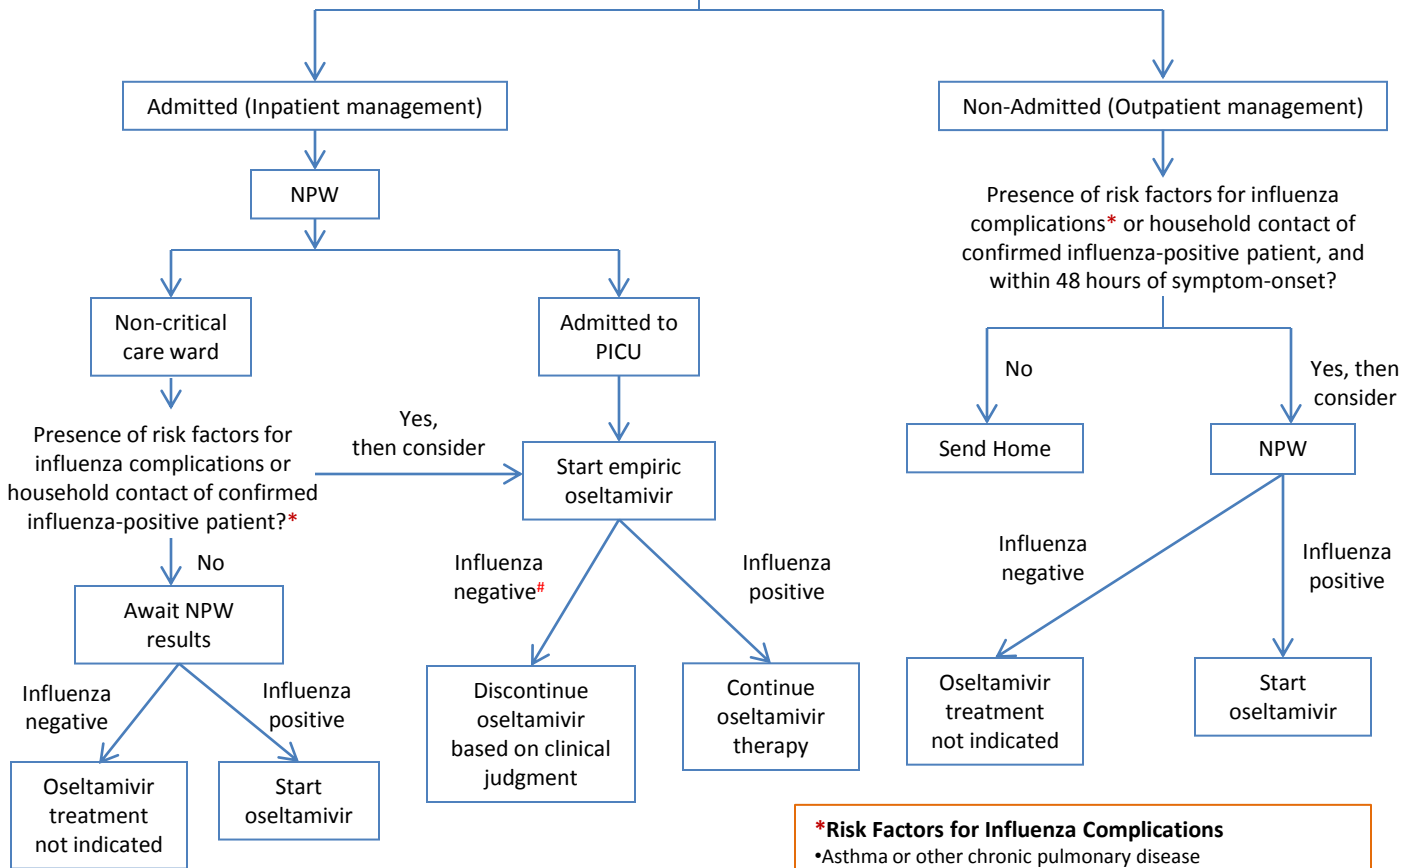 Admitted (Inpatient management)
Non-Admitted (Outpatient management)
NPW
Presence of risk factors for influenza
complications* or household contact of
confirmed influenza-positive patient, and
within 48 hours of symptom-onset?
Non-critical
care ward
Admitted to
PICU
No
Yes, then
consider
Presence of risk factors for
influenza complications or
household contact of confirmed
influenza-positive patient?*
Yes,
then consider
Start empiric
oseltamivir
Send Home
NPW
No
Await NPW
results
Influenza
negative#
Influenza
positive
Influenza
negative
Influenza
positive
Influenza
negative
Influenza
positive
Discontinue
oseltamivir
based on clinical
judgment
Continue
oseltamivir
therapy
Oseltamivir
treatment
not indicated
Start
oseltamivir
Oseltamivir
treatment
not indicated
Start
oseltamivir
*Risk Factors for Influenza Complications
•Asthma or other chronic pulmonary disease